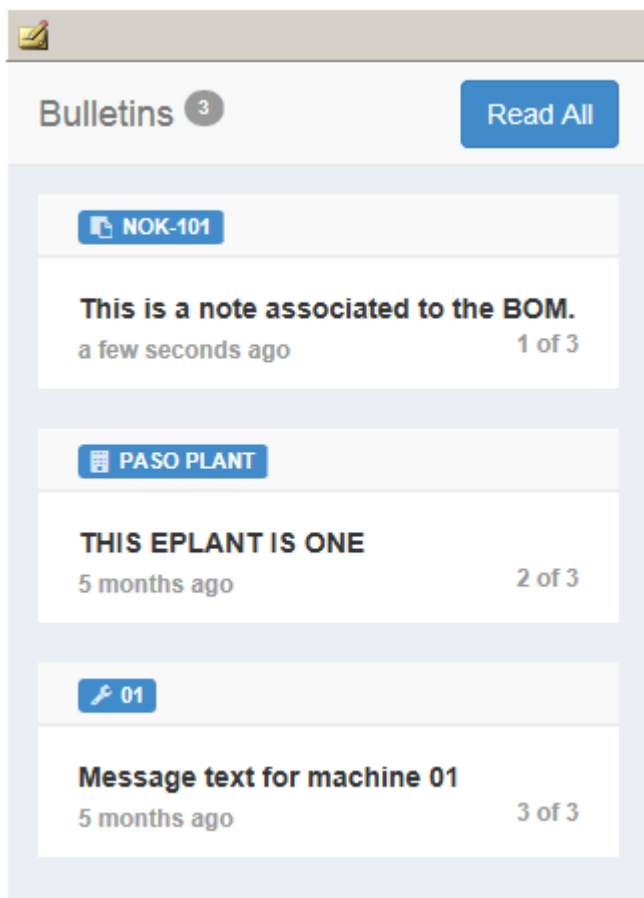 Bulletins 3
Read All
NOK-101
This is a note associated to the BOM.
a few seconds ago
1 of 3
PASO PLANT
THIS EPLANT IS ONE
5 months ago
2 of 3
01
Message text for machine 01
5 months ago
3 of 3